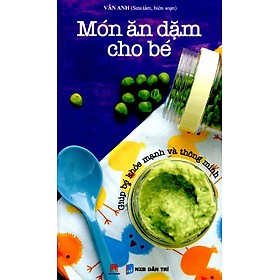 VÂN ANH (Sưu tầm, biên soạn)
Món ăn dặm
cho bé
Giúp bé khỏe mạnh và thông minh
NXB DÂN TRÍ